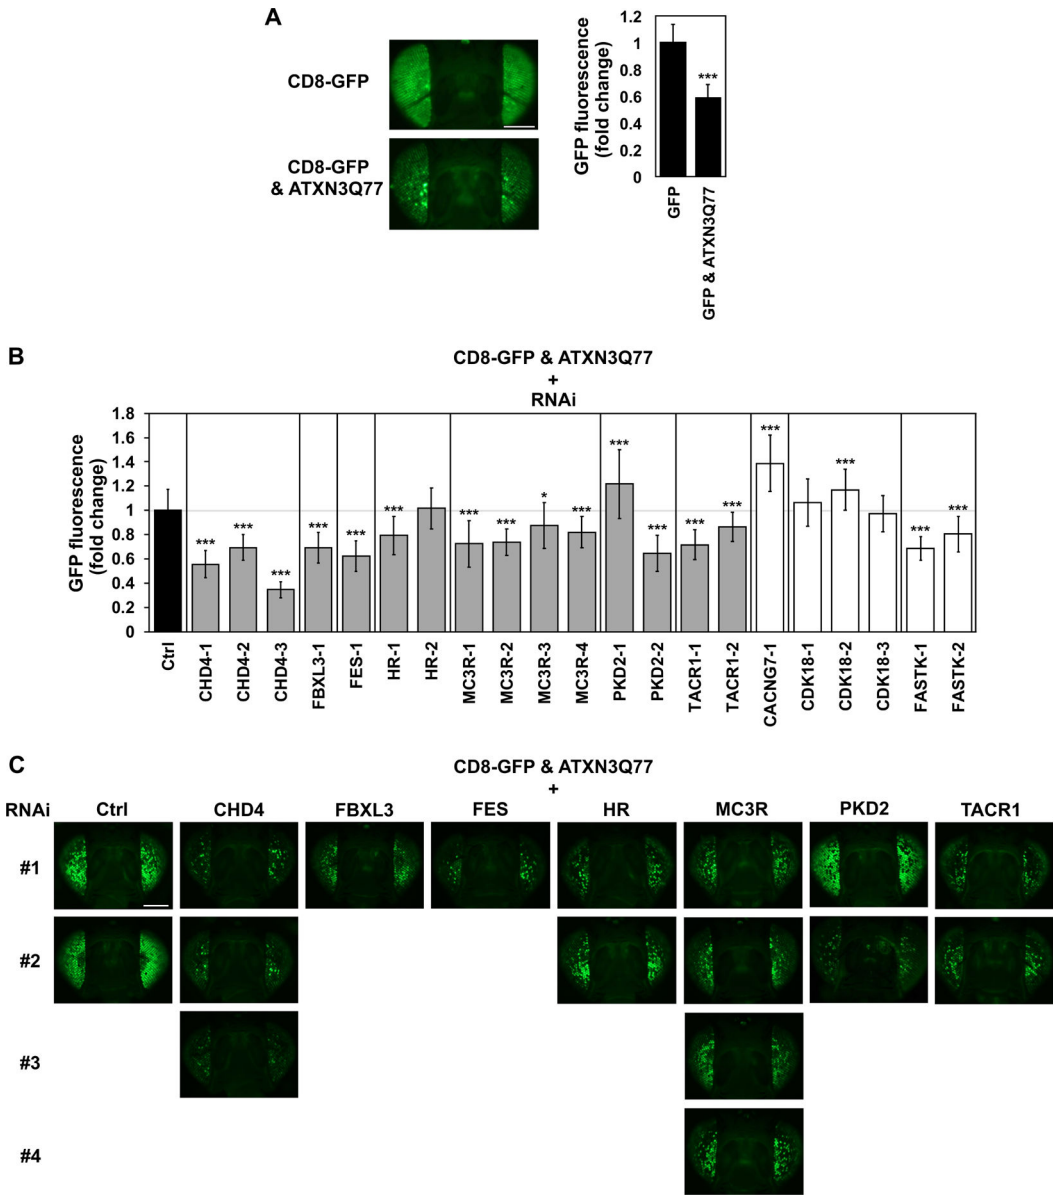 A
CD8-GFP
CD8-GFP
& ATXN3Q77
GFP fluorescence
(fold change)
1.2
1
0.8
0.6
0.4
0.2
0
***
GFP
GFP & ATXN3Q77
B
CD8-GFP & ATXN3Q77
+
RNAi
GFP fluorescence
(fold change)
1.8
1.6
1.4
1.2
1
0.8
0.6
0.4
0.2
0
*** *** *** *** *** *** *** *** * *** *** *** *** *** *** *** *** ***
Ctrl
CHD4-1
CHD4-2
CHD4-3
FBXL3-1
FES-1
HR-1
HR-2
MC3R-1
MC3R-2
MC3R-3
MC3R-4
PKD2-1
PKD2-2
TACR1-1
TACR1-2
CACNG7-1
CDK18-1
CDK18-2
CDK18-3
FASTK-1
FASTK-2
C
CD8-GFP & ATXN3Q77
+
RNAi Ctrl CHD4 FBXL3 FES HR MC3R PKD2 TACR1
#1
#2
#3
#4